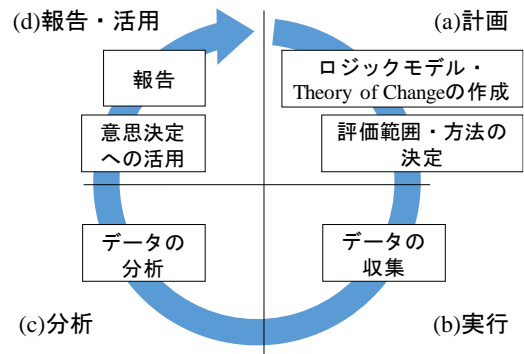 (d)報告・活用
(a)計画
報告
ロジックモデル・
Theory of Changeの作成
意思決定
への活用
評価範囲・方法の
決定
データの
分析
データの
収集
(c)分析
(b)実行